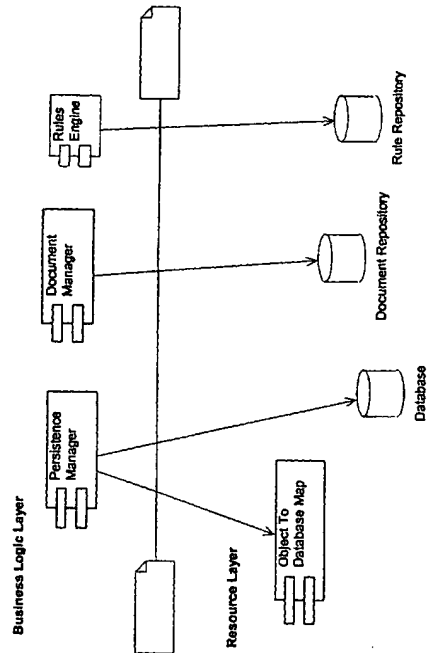 Business Logic Layer
Persistence
Manager
Document
Manager
Rules
Engine
Resource Layer
Object To
Database Map
Database
Document Repository
Rule Repository